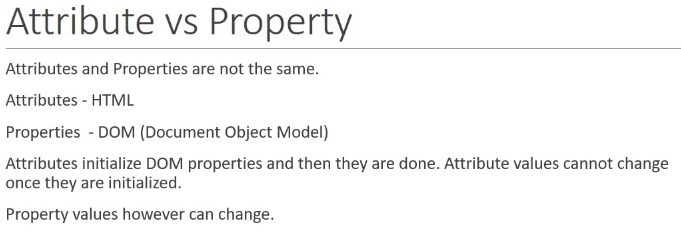 Attribute vs Property
Attributes and Properties are not the same.
Attributes - HTML
Properties  - DOM (Document Object Model)
Attributes initialize DOM properties and then they are done. Attribute values cannot change
once they are initialized.
Property values however can change.